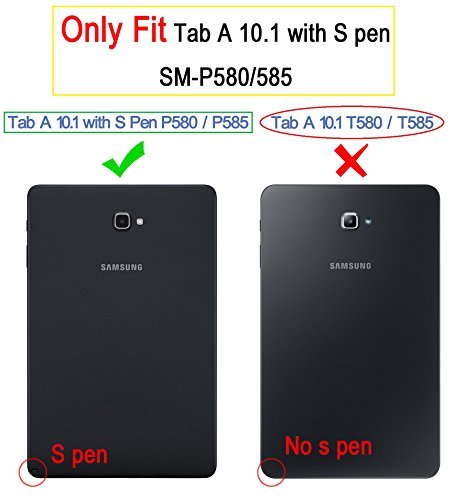 Only Fit Tab A 10.1 with S pen
SM-P580/585
Tab A 10.1 with S Pen P580 / P585
Tab A 10.1 T580 / T585
SAMSUNG
SAMSUNG
S pen
No s pen